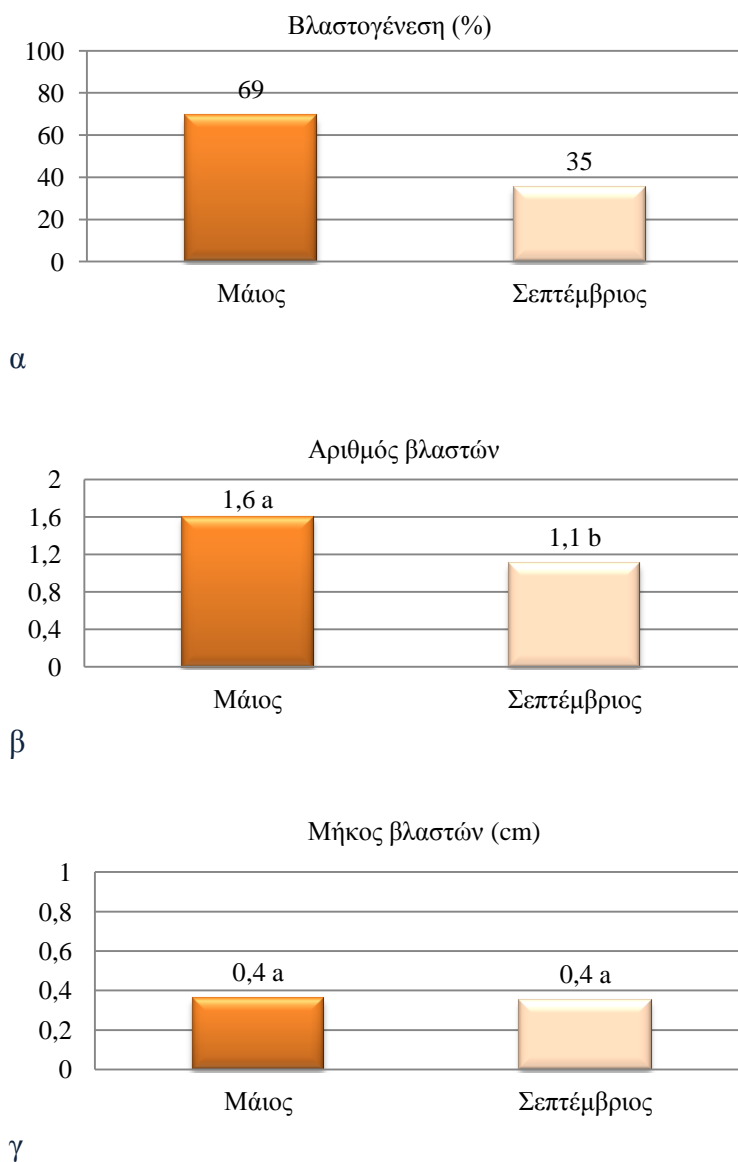 Βλαστογένεση (%)
100
80
60
40
20
0
69
35
Μάιος
Σεπτέμβριος
α
Αριθμός βλαστών
2
1,6
1,2
0,8
0,4
0
1,6 a
1,1 b
Μάιος
Σεπτέμβριος
β
Μήκος βλαστών (cm)
1
0,8
0,6
0,4
0,2
0
0,4 a
0,4 a
Μάιος
Σεπτέμβριος
γ